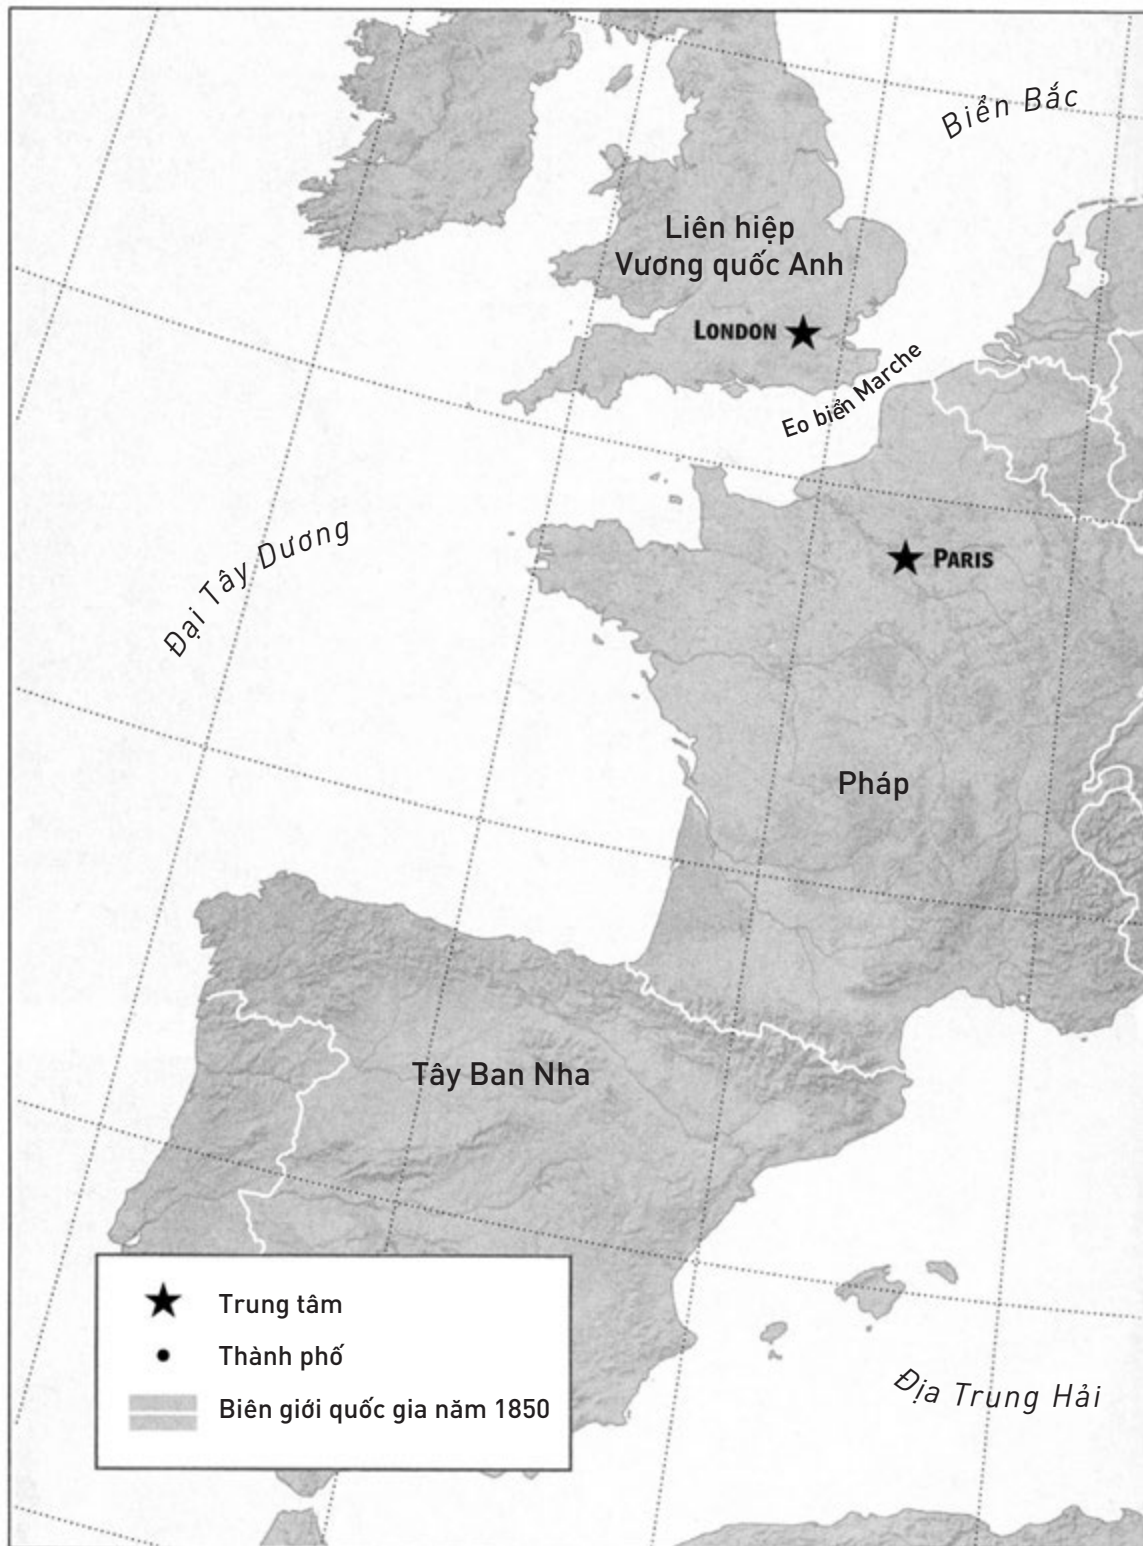 Biển Bắc
Liên hiệp
Vương quốc Anh
LONDON
Eo biển Marche
Đại Tây Dương
PARIS
Pháp
Tây Ban Nha
Trung tâm
Thành phố
Biên giới quốc gia năm 1850
Địa Trung Hải